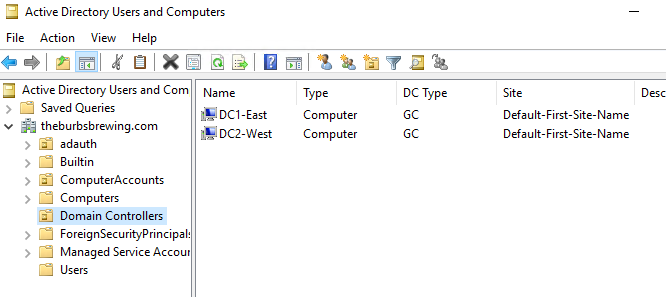 Active Directory Users and Computers
File Action View Help
Active Directory Users and Com
Saved Queries
theburbsbrewing.com
adauth
Builtin
ComputerAccounts
Computers
Domain Controllers
ForeignSecurityPrincipals
Managed Service Accour
Users
Name Type DC Type Site Desc
DC1-East Computer GC Default-First-Site-Name
DC2-West Computer GC Default-First-Site-Name